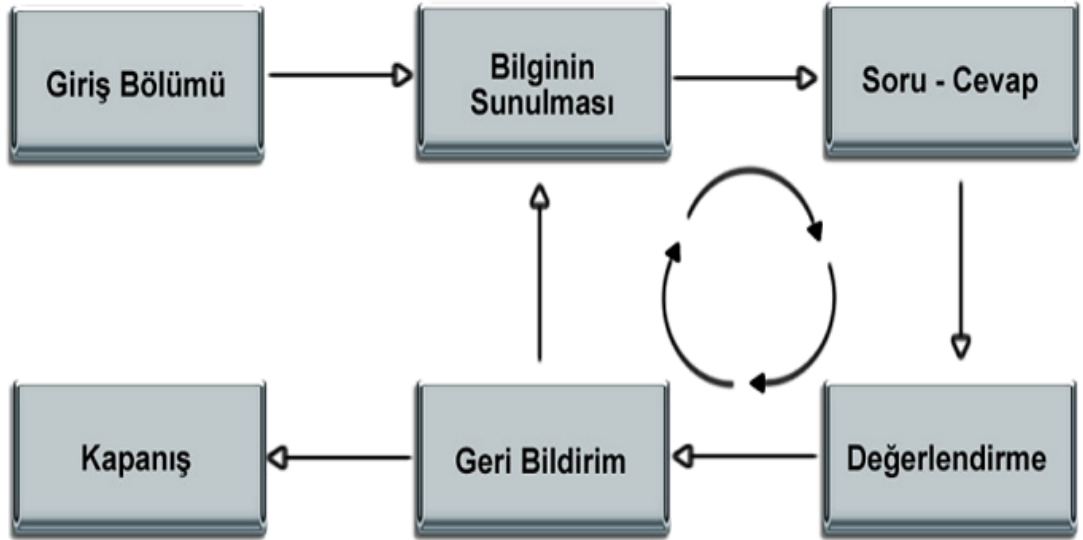 Giriş Bölümü
Bilginin
Sunulması
Soru - Cevap
Kapanış
Geri Bildirim
Değerlendirme